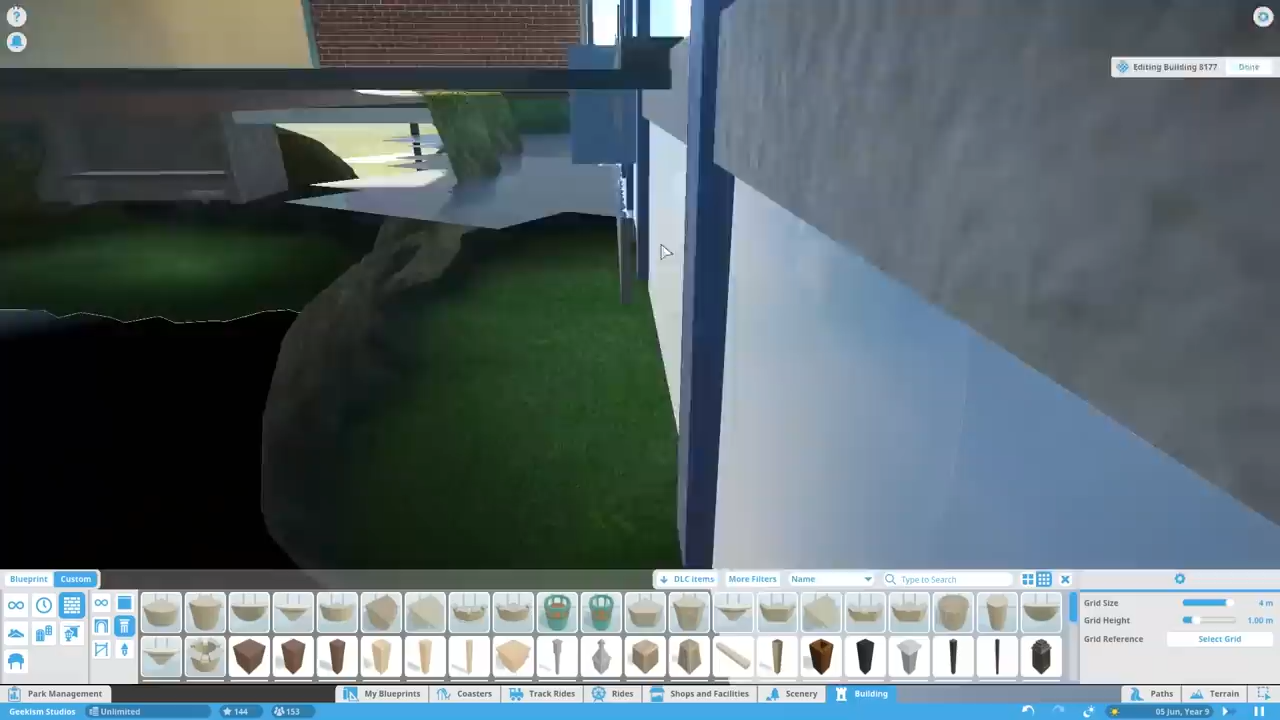 ?
Editing Building 8177 Done
Blueprint Custom DLC items More Filters Name Type to Search
Grid Size 4 m
Grid Height 1.00 m
Grid Reference Select Grid
Park Management My Blueprints Coasters Track Rides Rides Shops and Facilities Scenery Building Paths Terrain
Geekism Studios Unlimited 144 153 05 Jun, Year 9